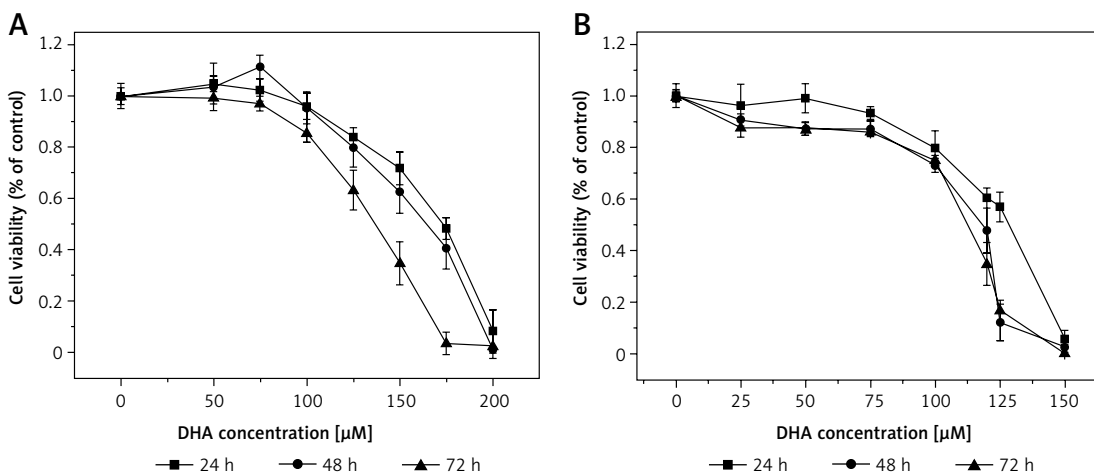 A
Cell viability (% of control)
1.2
1.0
0.8
0.6
0.4
0.2
0
0 50 100 150 200
DHA concentration [µM]
24 h 48 h 72 h
B
Cell viability (% of control)
1.2
1.0
0.8
0.6
0.4
0.2
0
0 25 50 75 100 125 150
DHA concentration [µM]
24 h 48 h 72 h